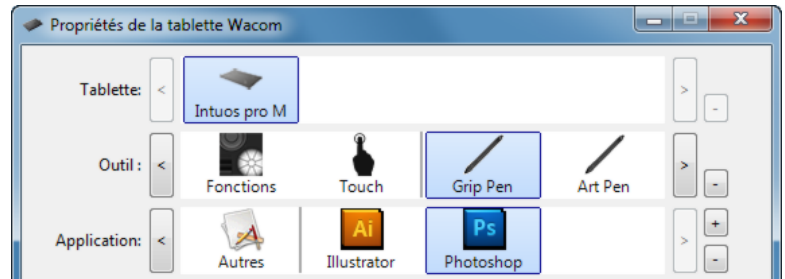 Propriétés de la tablette Wacom
Tablette: < Intuos pro M > -
Outil : < Fonctions Touch Grip Pen Art Pen > -
Ai Ps +
Application: < Autres Illustrator Photoshop > -